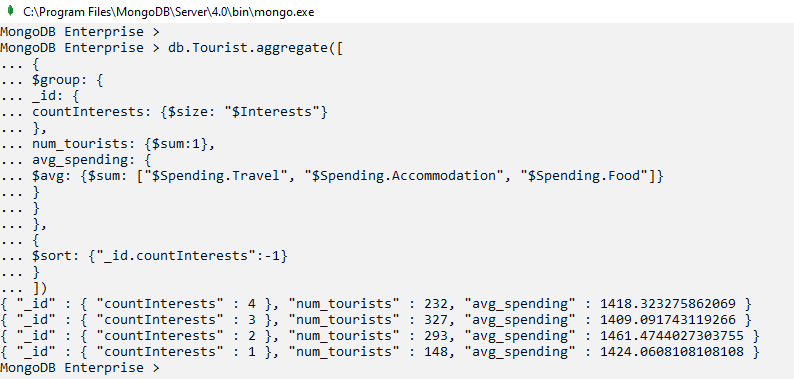 C:\Program Files\MongoDB\Server\4.0\bin\mongo.exe
MongoDB Enterprise >
MongoDB Enterprise > db.Tourist.aggregate([
... {
... $group: {
... _id: {
... countInterests: {$size: "$Interests"}
... },
... num_tourists: {$sum:1},
... avg_spending: {
... $avg: {$sum: ["$Spending.Travel", "$Spending.Accommodation", "$Spending.Food"]}
... }
... }
... },
... {
... $sort: {"_id.countInterests":-1}
... }
... ])
{ "_id" : { "countInterests" : 4 }, "num_tourists" : 232, "avg_spending" : 1418.323275862069 }
{ "_id" : { "countInterests" : 3 }, "num_tourists" : 327, "avg_spending" : 1409.091743119266 }
{ "_id" : { "countInterests" : 2 }, "num_tourists" : 293, "avg_spending" : 1461.4744027303755 }
{ "_id" : { "countInterests" : 1 }, "num_tourists" : 148, "avg_spending" : 1424.0608108108108 }
MongoDB Enterprise >